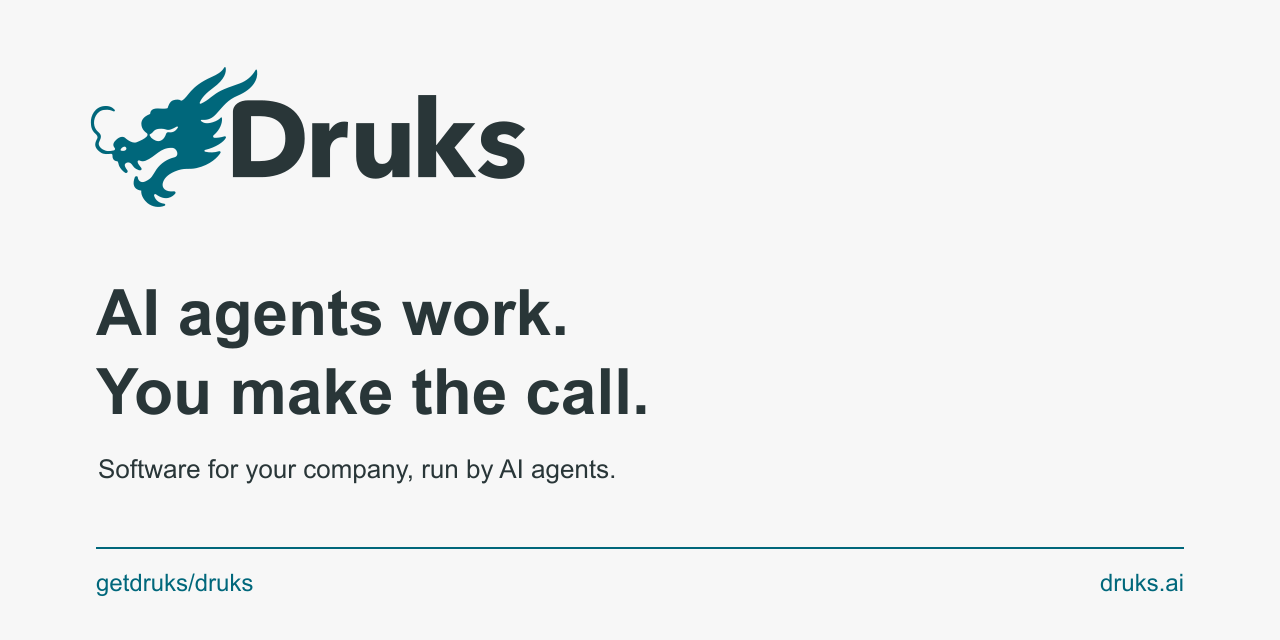 Druks
AI agents work.
You make the call.
Software for your company, run by AI agents.
getdruks/druks
druks.ai